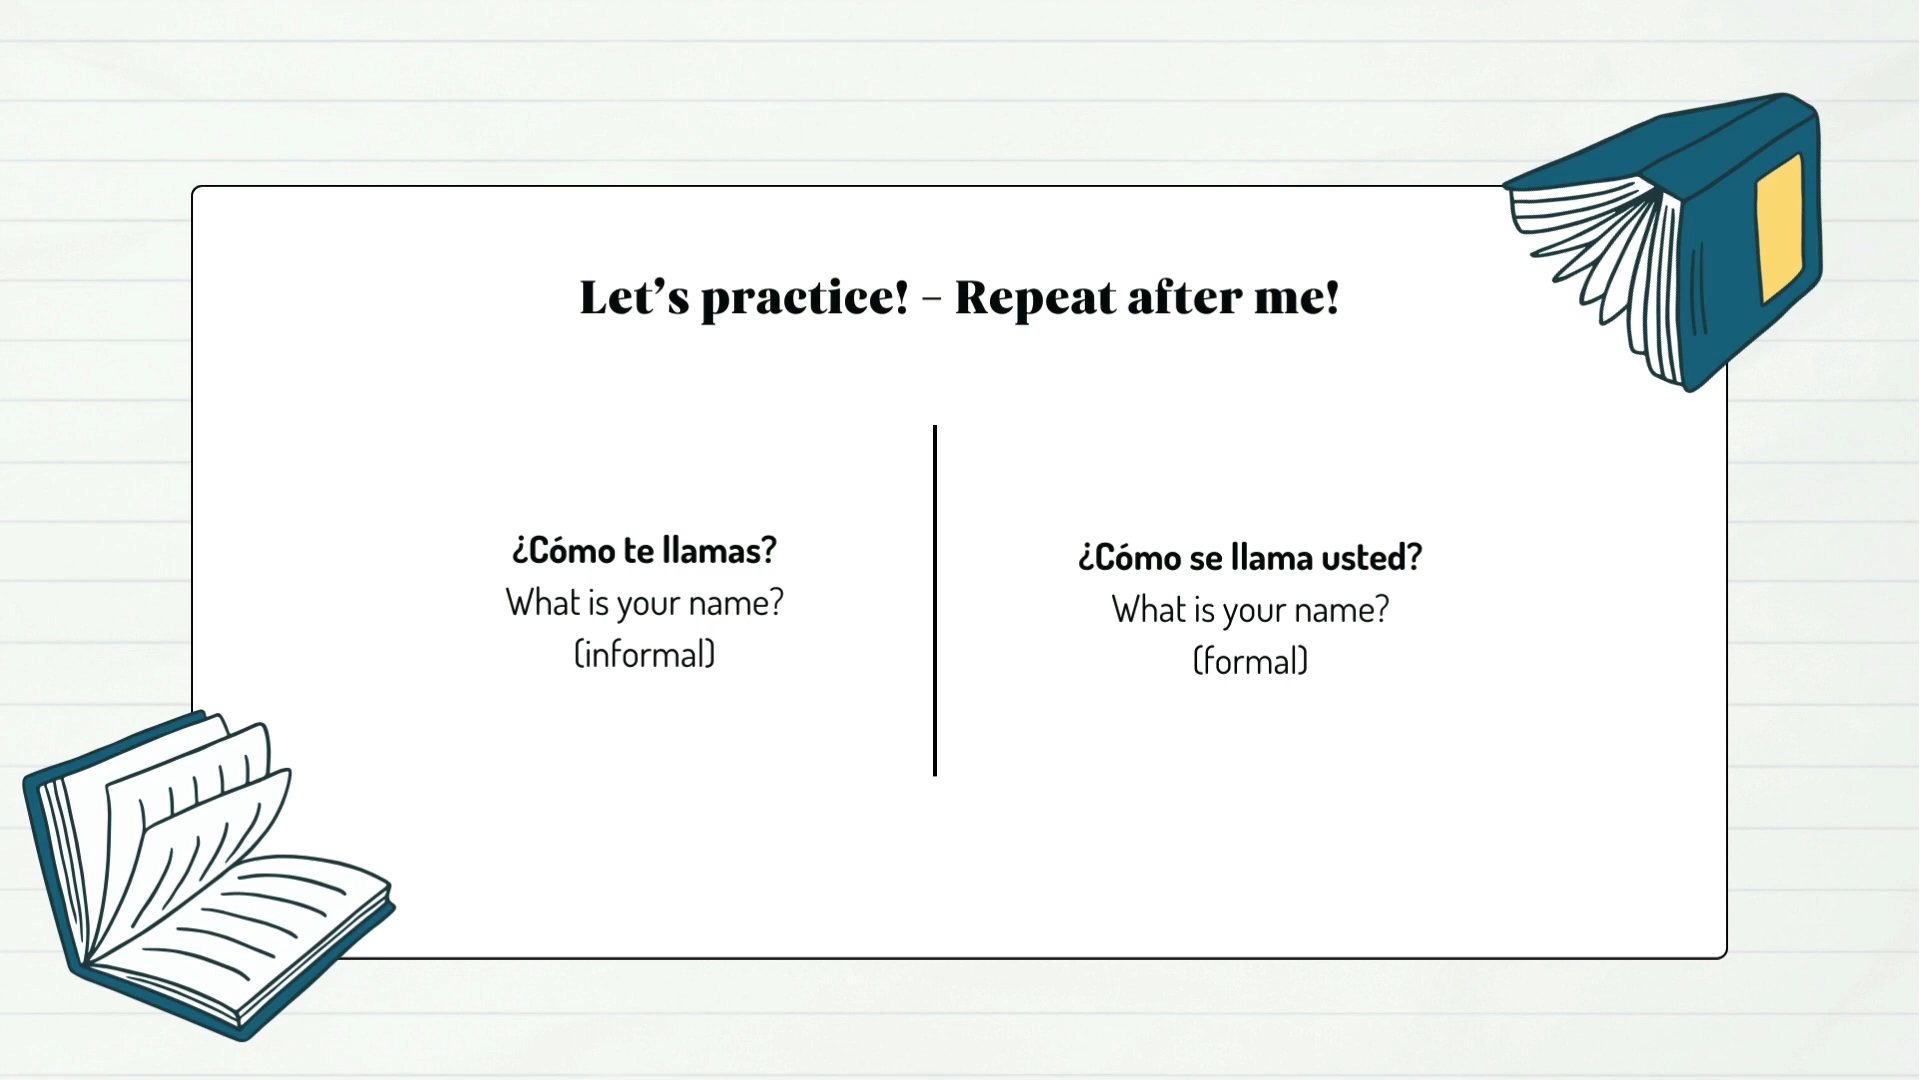 Let’s practice! – Repeat after me!
¿Cómo te llamas?
What is your name?
(informal)
¿Cómo se llama usted?
What is your name?
(formal)